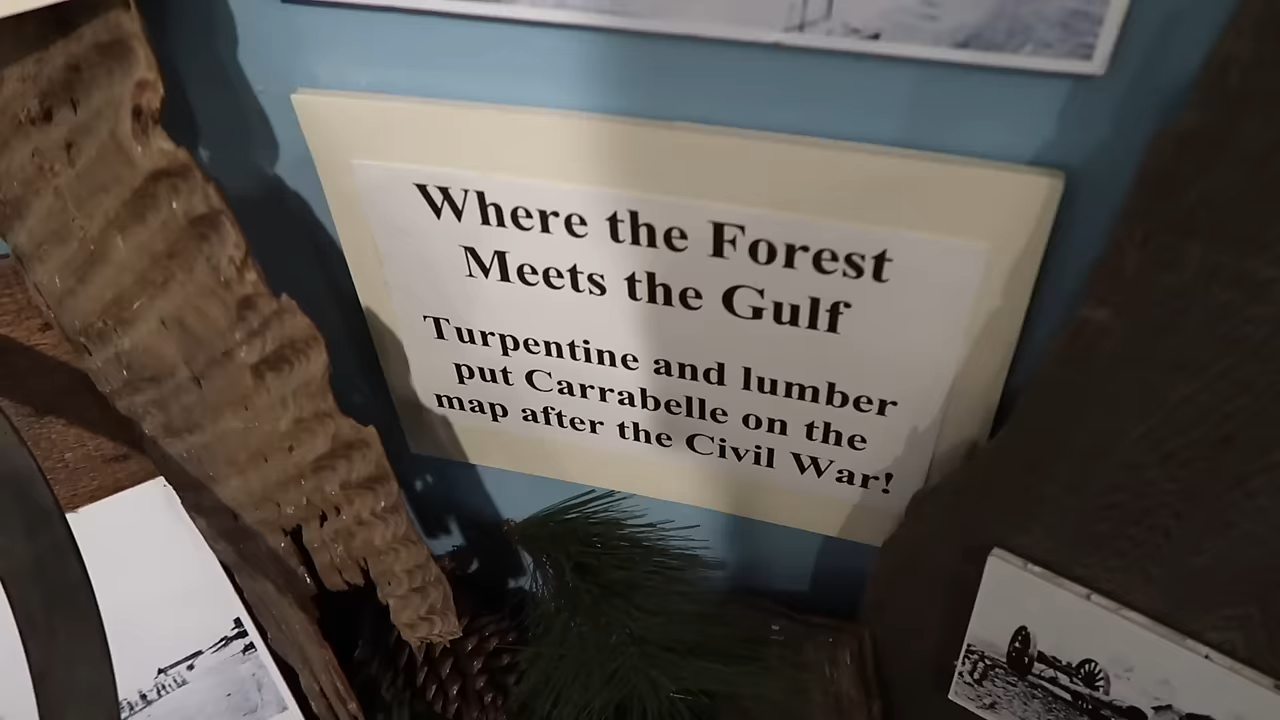 Where the Forest
Meets the Gulf
Turpentine and lumber
put Carrabelle on the
map after the Civil War!